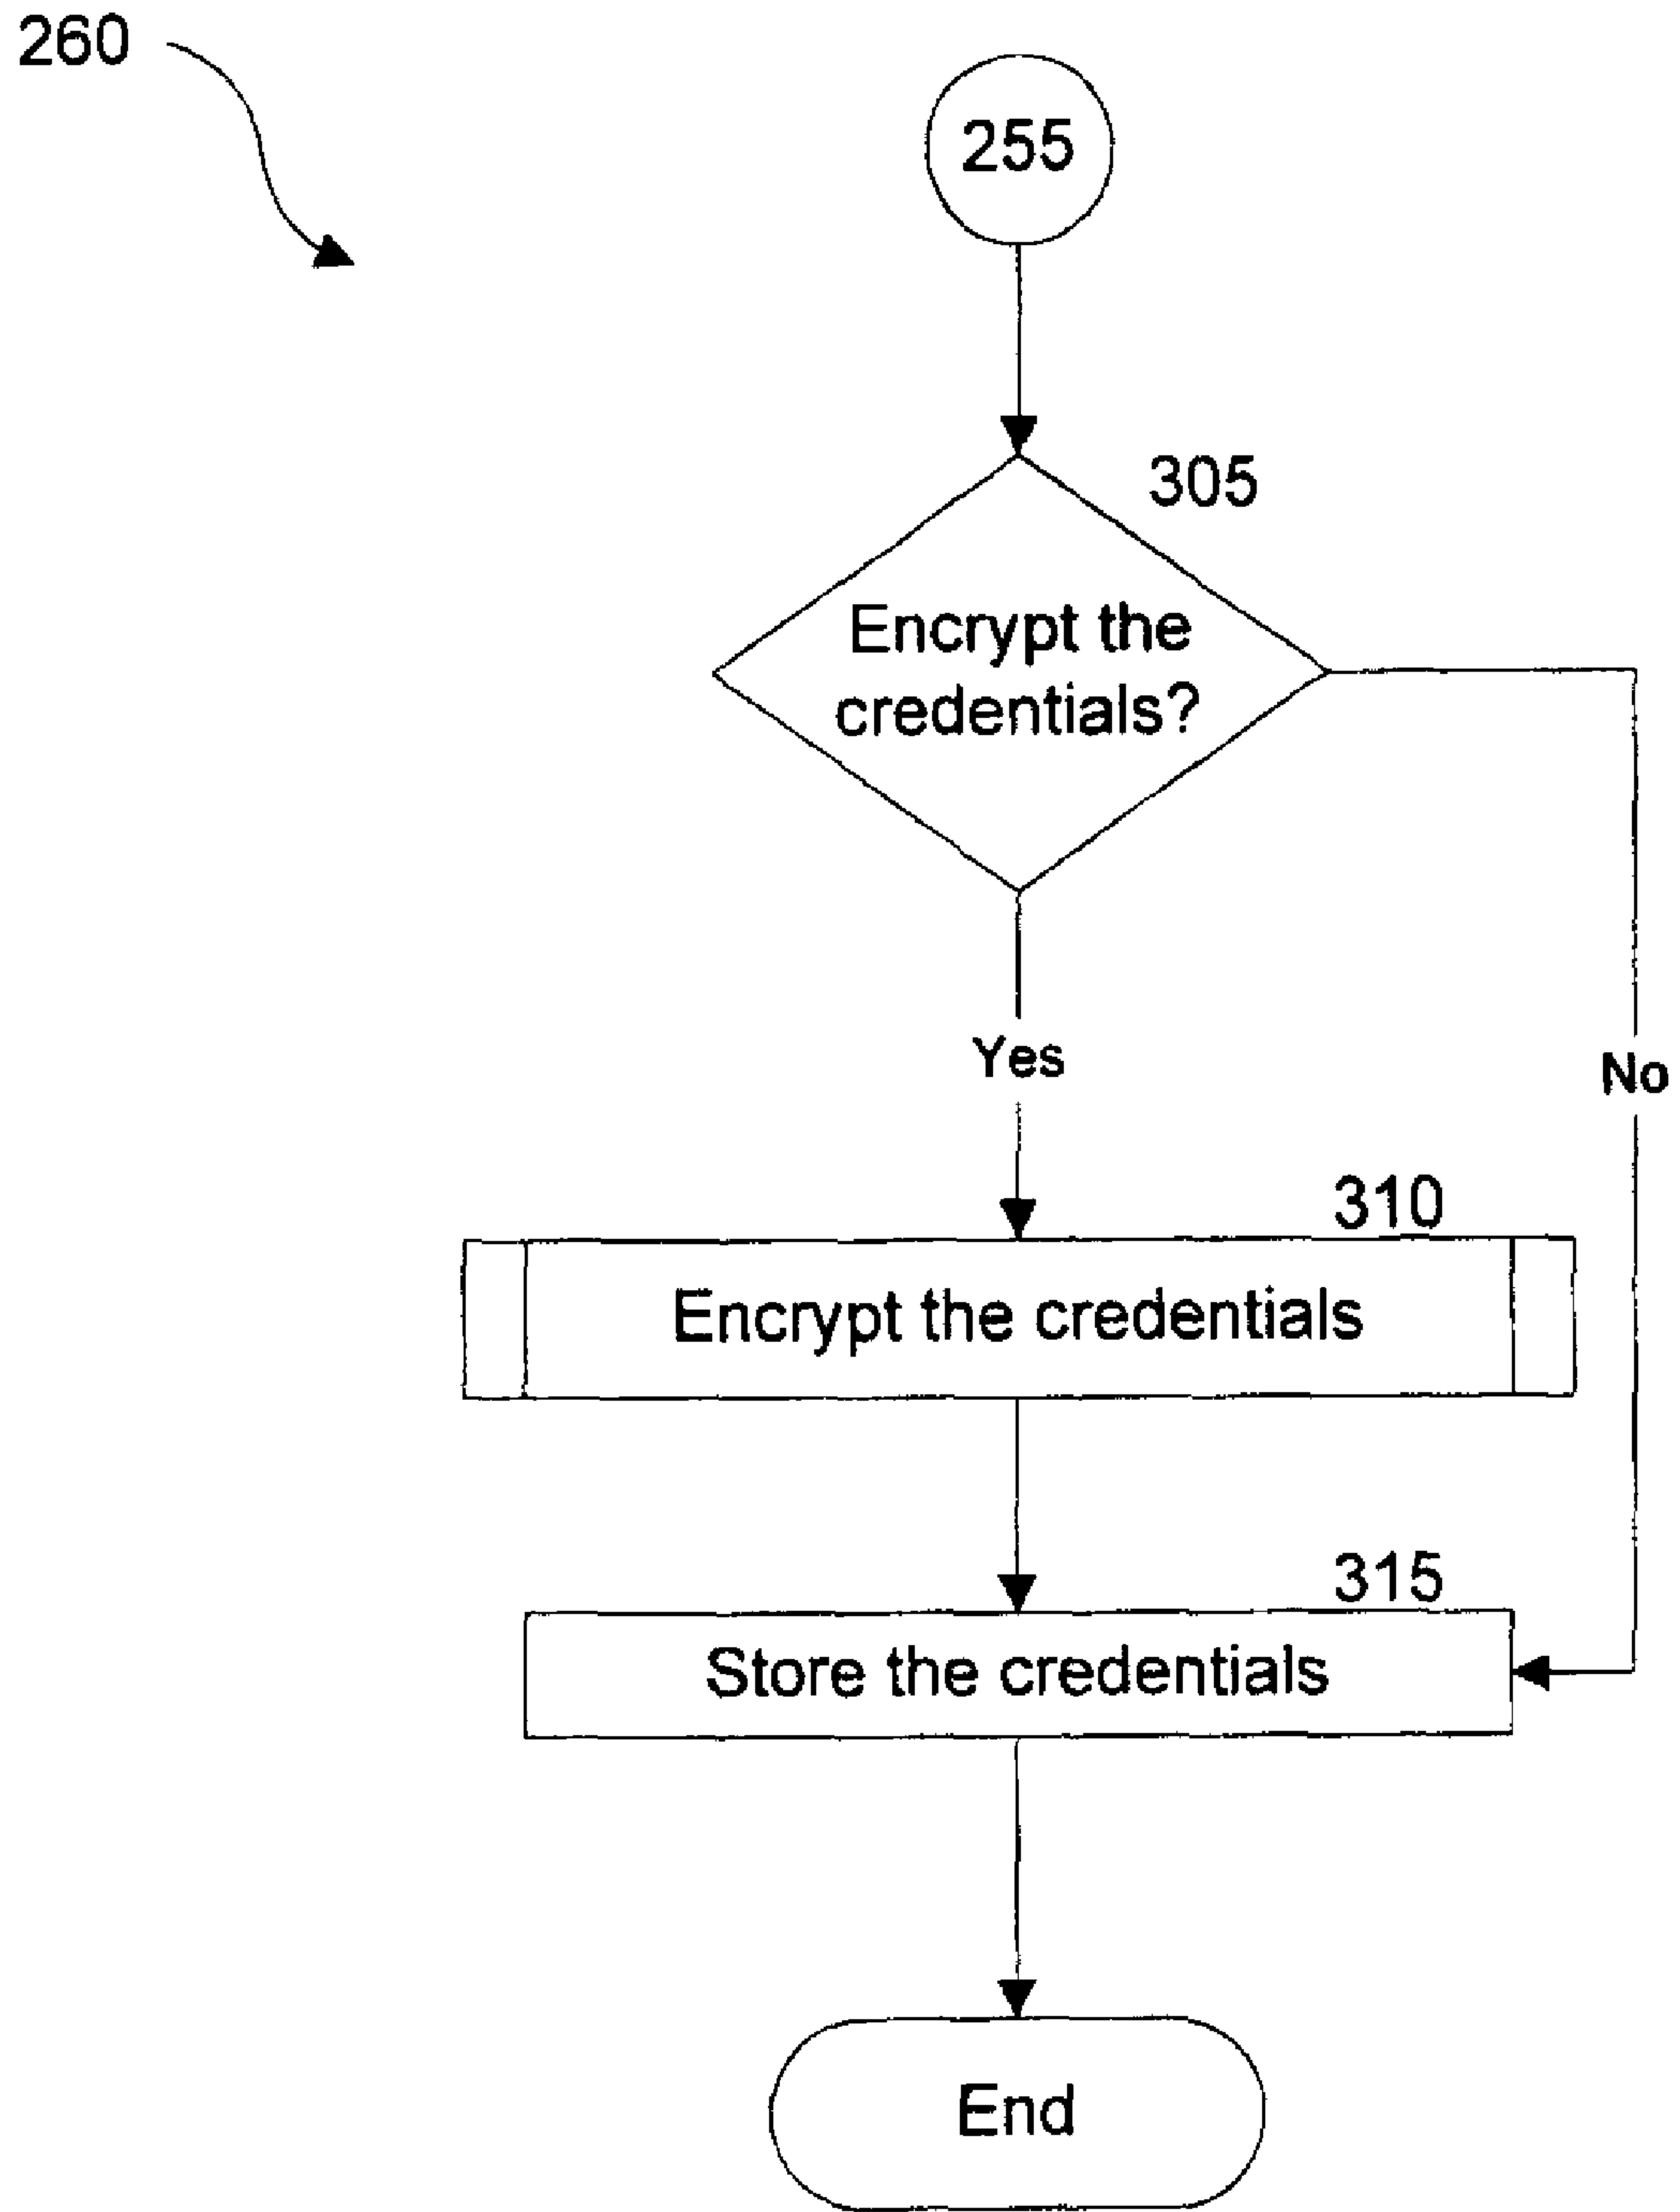 260
255
305
Encrypt the
credentials?
Yes
No
310
Encrypt the credentials
315
Store the credentials
End